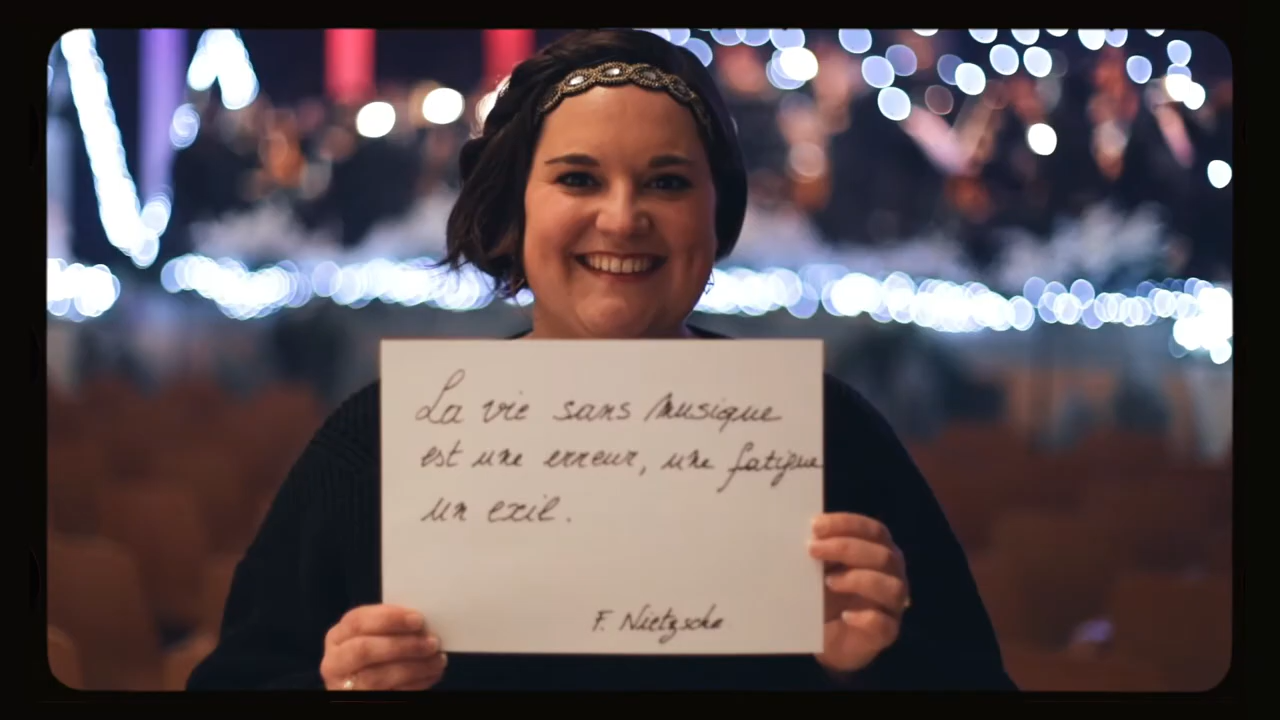 La vie sans musique
est une erreur, une fatigue
un exil.
F. Nietzsche